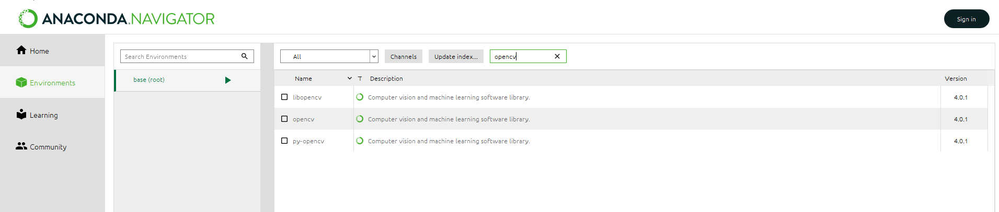 ANACONDA.NAVIGATOR
Sign in
Home
Environments
Learning
Community
Search Environments
base (root)
All
Channels
Update index...
opencv
Name T Description Version
libopencv Computer vision and machine learning software library. 4.0.1
opencv Computer vision and machine learning software library. 4.0.1
py-opencv Computer vision and machine learning software library. 4.0.1